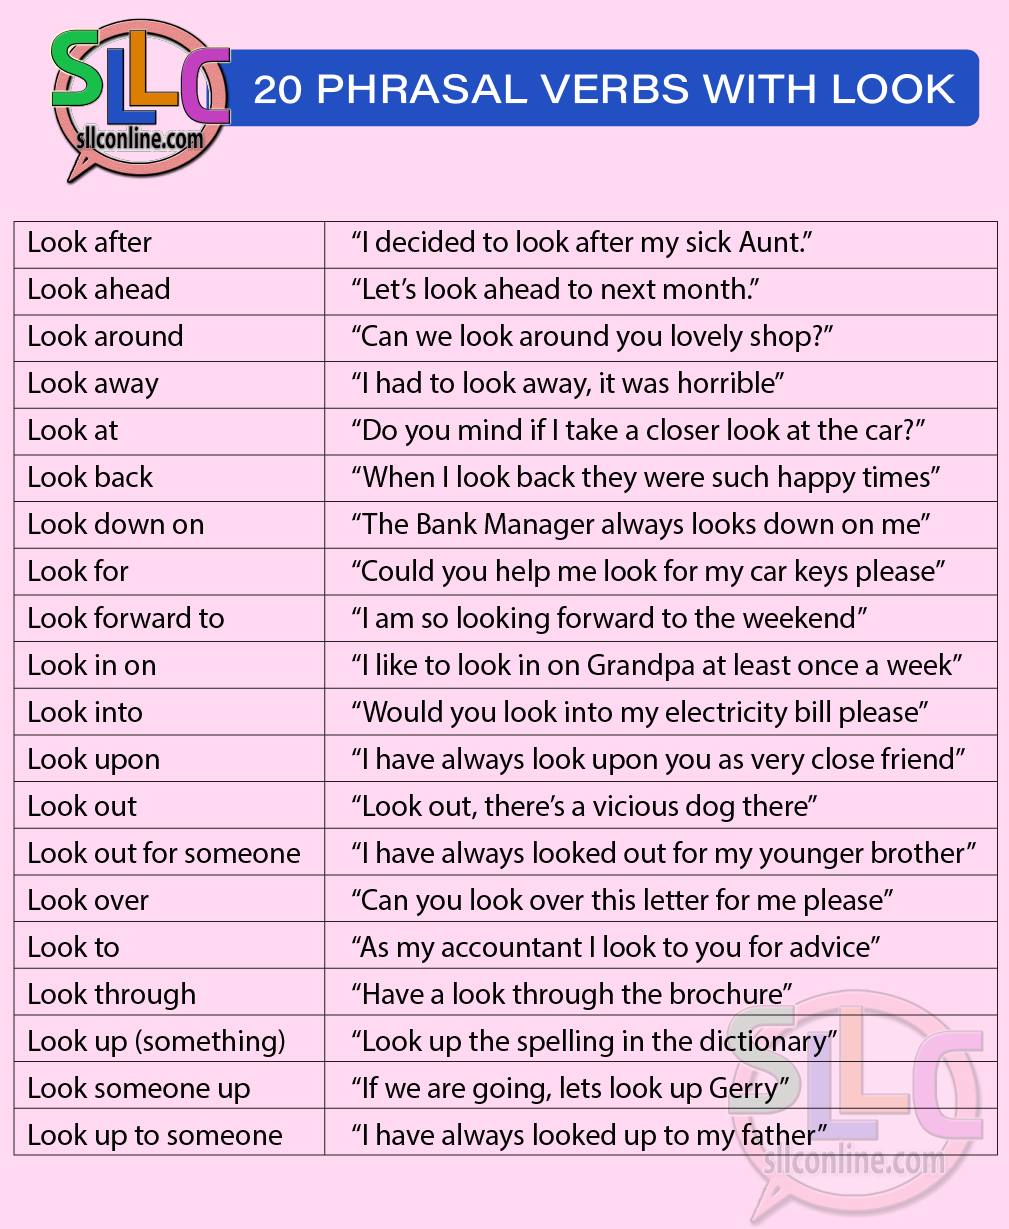 SLLC
sllconline.com
20 PHRASAL VERBS WITH LOOK
Look after “I decided to look after my sick Aunt.”
Look ahead “Let’s look ahead to next month.”
Look around “Can we look around you lovely shop?”
Look away “I had to look away, it was horrible”
Look at “Do you mind if I take a closer look at the car?”
Look back “When I look back they were such happy times”
Look down on “The Bank Manager always looks down on me”
Look for “Could you help me look for my car keys please”
Look forward to “I am so looking forward to the weekend”
Look in on “I like to look in on Grandpa at least once a week”
Look into “Would you look into my electricity bill please”
Look upon “I have always look upon you as very close friend”
Look out “Look out, there’s a vicious dog there”
Look out for someone “I have always looked out for my younger brother”
Look over “Can you look over this letter for me please”
Look to “As my accountant I look to you for advice”
Look through “Have a look through the brochure”
Look up (something) “Look up the spelling in the dictionary”
Look someone up “If we are going, lets look up Gerry”
Look up to someone “I have always looked up to my father”
SLLC
sllconline.com